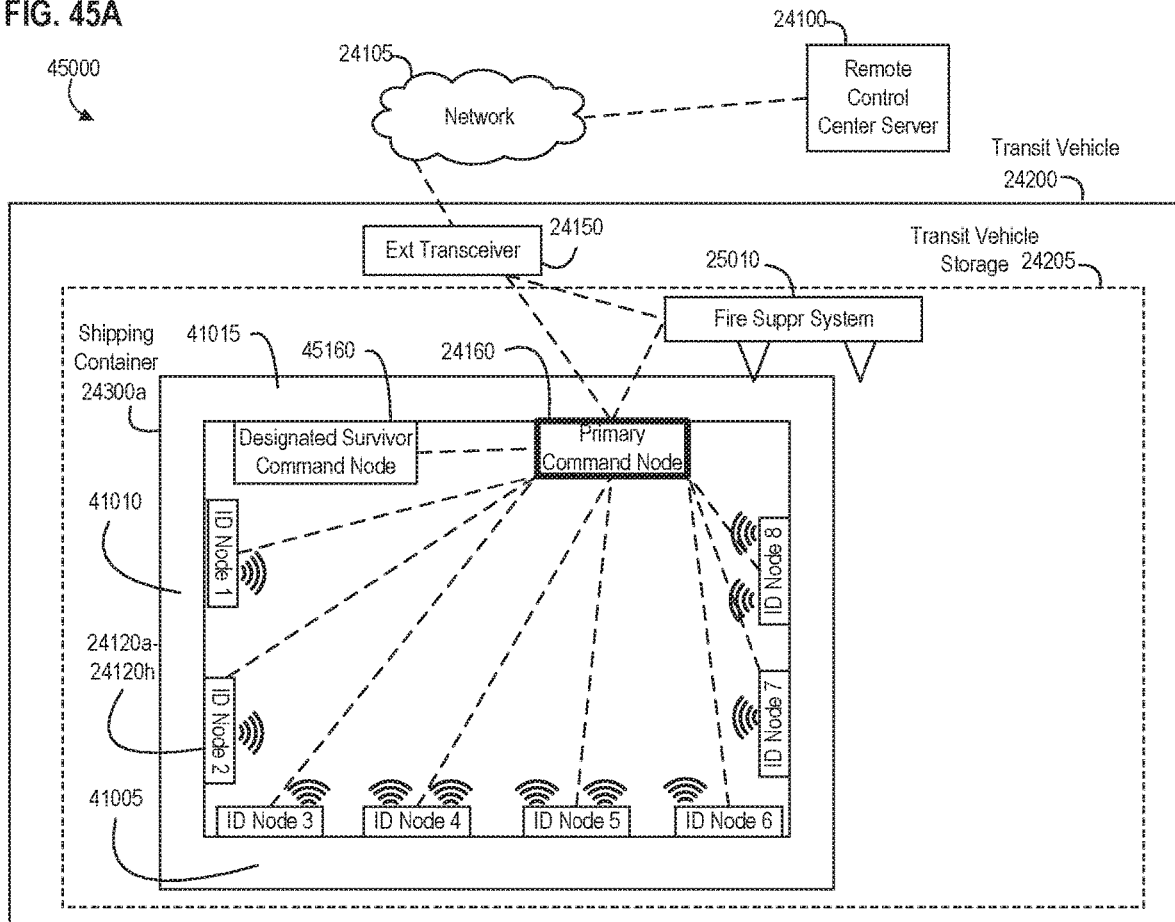 FIG. 45A
45000
24105
24100
Network
Remote
Control
Center Server
Transit Vehicle
24200
Ext Transceiver
24150
Transit Vehicle
Storage 24205
25010
Fire Suppr System
Shipping
Container
24300a
41015
45160
24160
Designated Survivor
Command Node
Primary
Command Node
41010
ID Node 1
ID Node 8
24120a-
24120h
ID Node 2
ID Node 7
41005
ID Node 3
ID Node 4
ID Node 5
ID Node 6